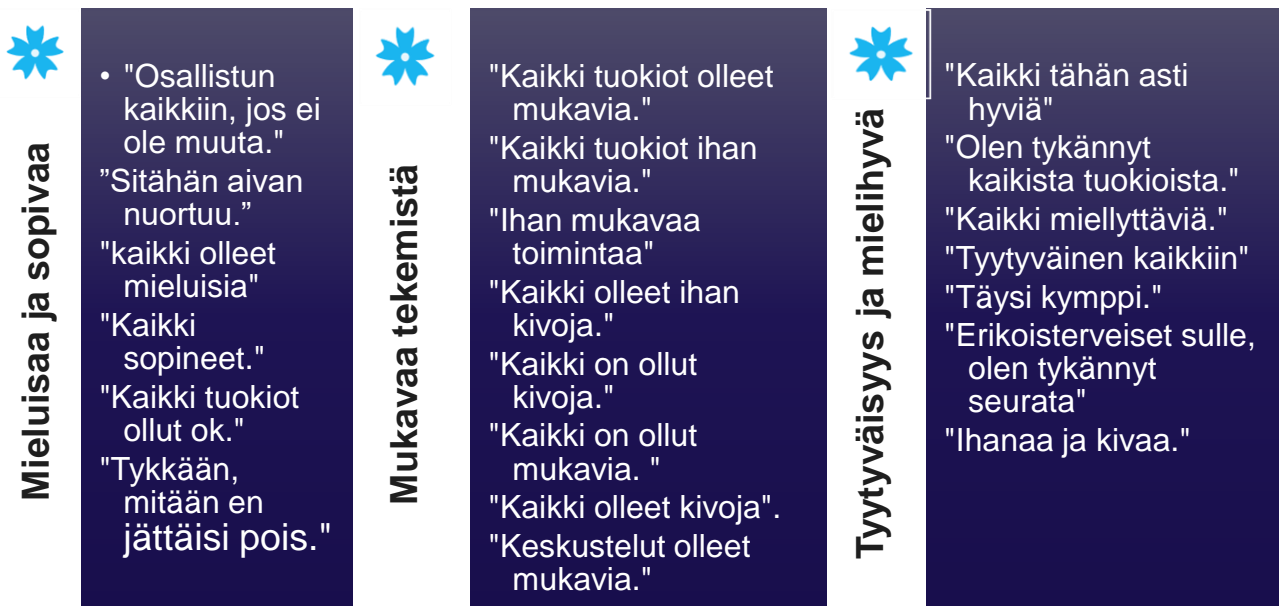 Mieluisaa ja sopivaa
• "Osallistun
kaikkiin, jos ei
ole muuta."
”Sitähän aivan
nuortuu.”
"kaikki olleet
mieluisia"
"Kaikki
sopineet."
"Kaikki tuokiot
ollut ok."
"Tykkään,
mitään en
jättäisi pois."
Mukavaa tekemistä
"Kaikki tuokiot olleet
mukavia."
"Kaikki tuokiot ihan
mukavia."
"Ihan mukavaa
toimintaa"
"Kaikki olleet ihan
kivoja."
"Kaikki on ollut
kivoja."
"Kaikki on ollut
mukavia. "
"Kaikki olleet kivoja".
"Keskustelut olleet
mukavia."
Tyytyväisyys ja mielihyvä
"Kaikki tähän asti
hyviä"
"Olen tykännyt
kaikista tuokioista."
"Kaikki miellyttäviä."
"Tyytyväinen kaikkiin"
"Täysi kymppi."
"Erikoisterveiset sulle,
olen tykännyt
seurata"
"Ihanaa ja kivaa."